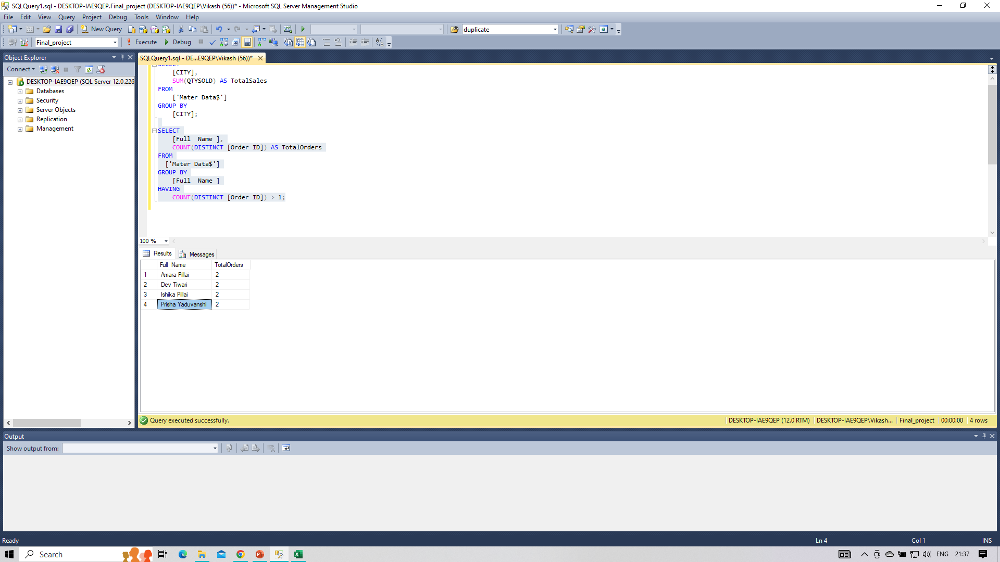 SQLQuery1.sql - DESKTOP-IAE9QEP.Final_project (DESKTOP-IAE9QEP\Vikash (56))* - Microsoft SQL Server Management Studio
File Edit View Query Project Debug Tools Window Help
New Query duplicate
Final_project Execute Debug
Object Explorer
Connect
DESKTOP-IAE9QEP (SQL Server 12.0.226
Databases
Security
Server Objects
Replication
Management
SQLQuery1.sql - DE...E9QEP\Vikash (56))*
SELECT
[CITY],
SUM(QTYSOLD) AS TotalSales
FROM
['Mater Data$']
GROUP BY
[CITY];
SELECT
[Full  Name ],
COUNT(DISTINCT [Order ID]) AS TotalOrders
FROM
['Mater Data$']
GROUP BY
[Full  Name ]
HAVING
COUNT(DISTINCT [Order ID]) > 1;
100 %
Results Messages
Full  Name TotalOrders
1 Amara Pillai 2
2 Dev Tiwari 2
3 Ishika Pillai 2
4 Prisha Yaduvanshi 2
Query executed successfully. DESKTOP-IAE9QEP (12.0 RTM) DESKTOP-IAE9QEP\Vikash... Final_project 00:00:00 4 rows
Output
Show output from:
Ready Ln 4 Col 1 INS
Search ENG 21:37